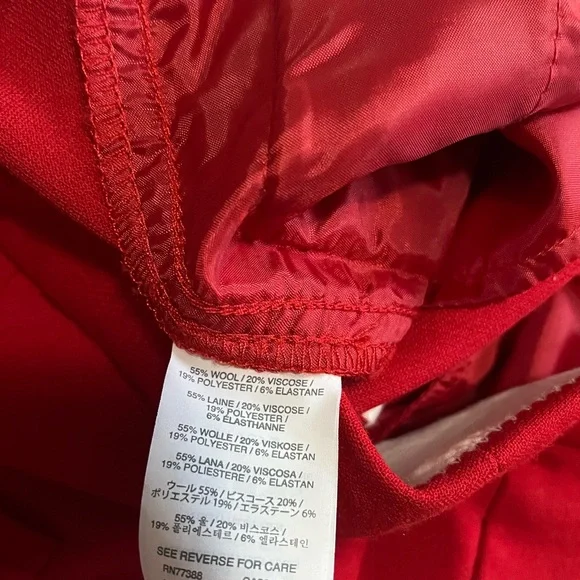 55% WOOL / 20% VISCOSE /
19% POLYESTER / 6% ELASTANE
55% LAINE / 20% VISCOSE /
19% POLYESTER /
6% ÉLASTHANNE
55% WOLLE / 20% VISKOSE /
19% POLYESTER / 6% ELASTAN
55% LANA / 20% VISCOSA /
19% POLIESTERE / 6% ELASTAN
ウール 55% / ビスコース 20% /
ポリエステル 19% / エラステーン 6%
55% 울 / 20% 비스코스 /
19% 폴리에스테르 / 6% 엘라스테인
SEE REVERSE FOR CARE
RN77388